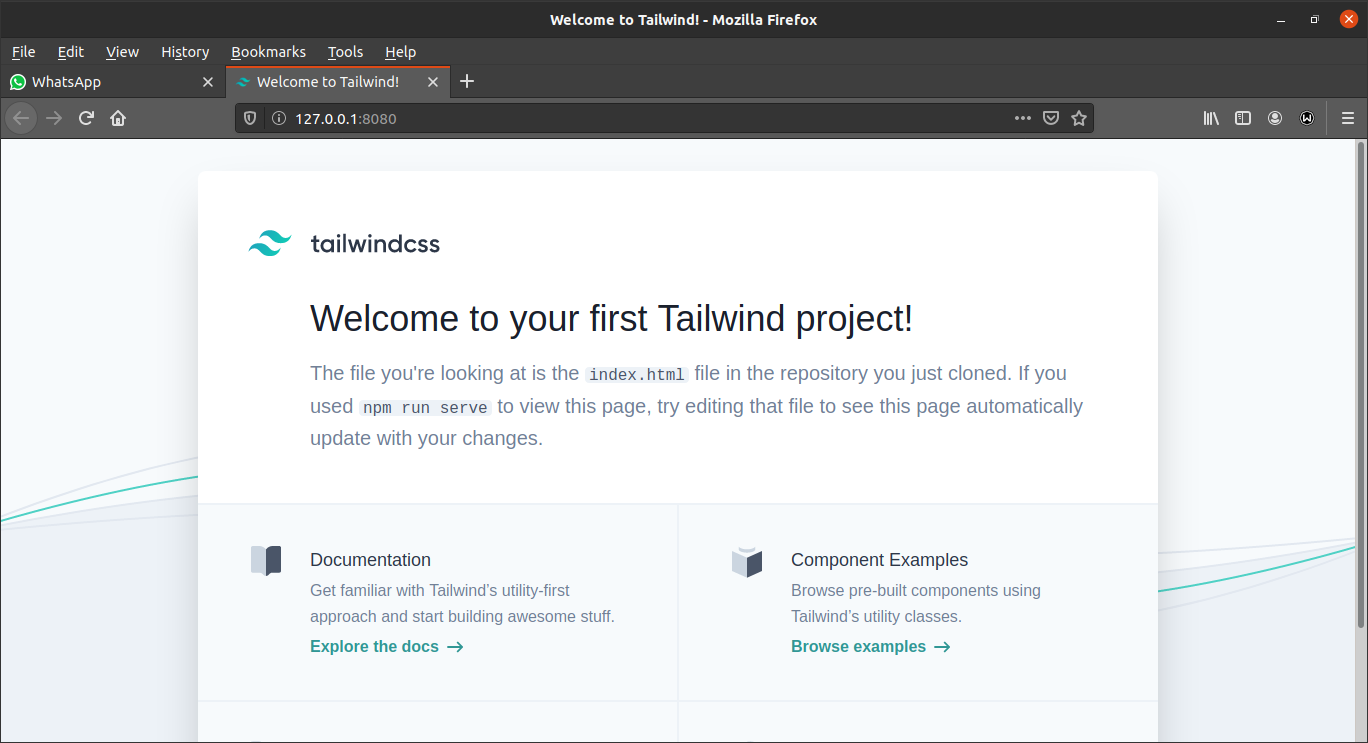 Welcome to Tailwind! - Mozilla Firefox
File Edit View History Bookmarks Tools Help
WhatsApp
Welcome to Tailwind!
127.0.0.1:8080
tailwindcss
Welcome to your first Tailwind project!
The file you're looking at is the index.html file in the repository you just cloned. If you
used npm run serve to view this page, try editing that file to see this page automatically
update with your changes.
Documentation
Get familiar with Tailwind’s utility-first
approach and start building awesome stuff.
Explore the docs →
Component Examples
Browse pre-built components using
Tailwind’s utility classes.
Browse examples →